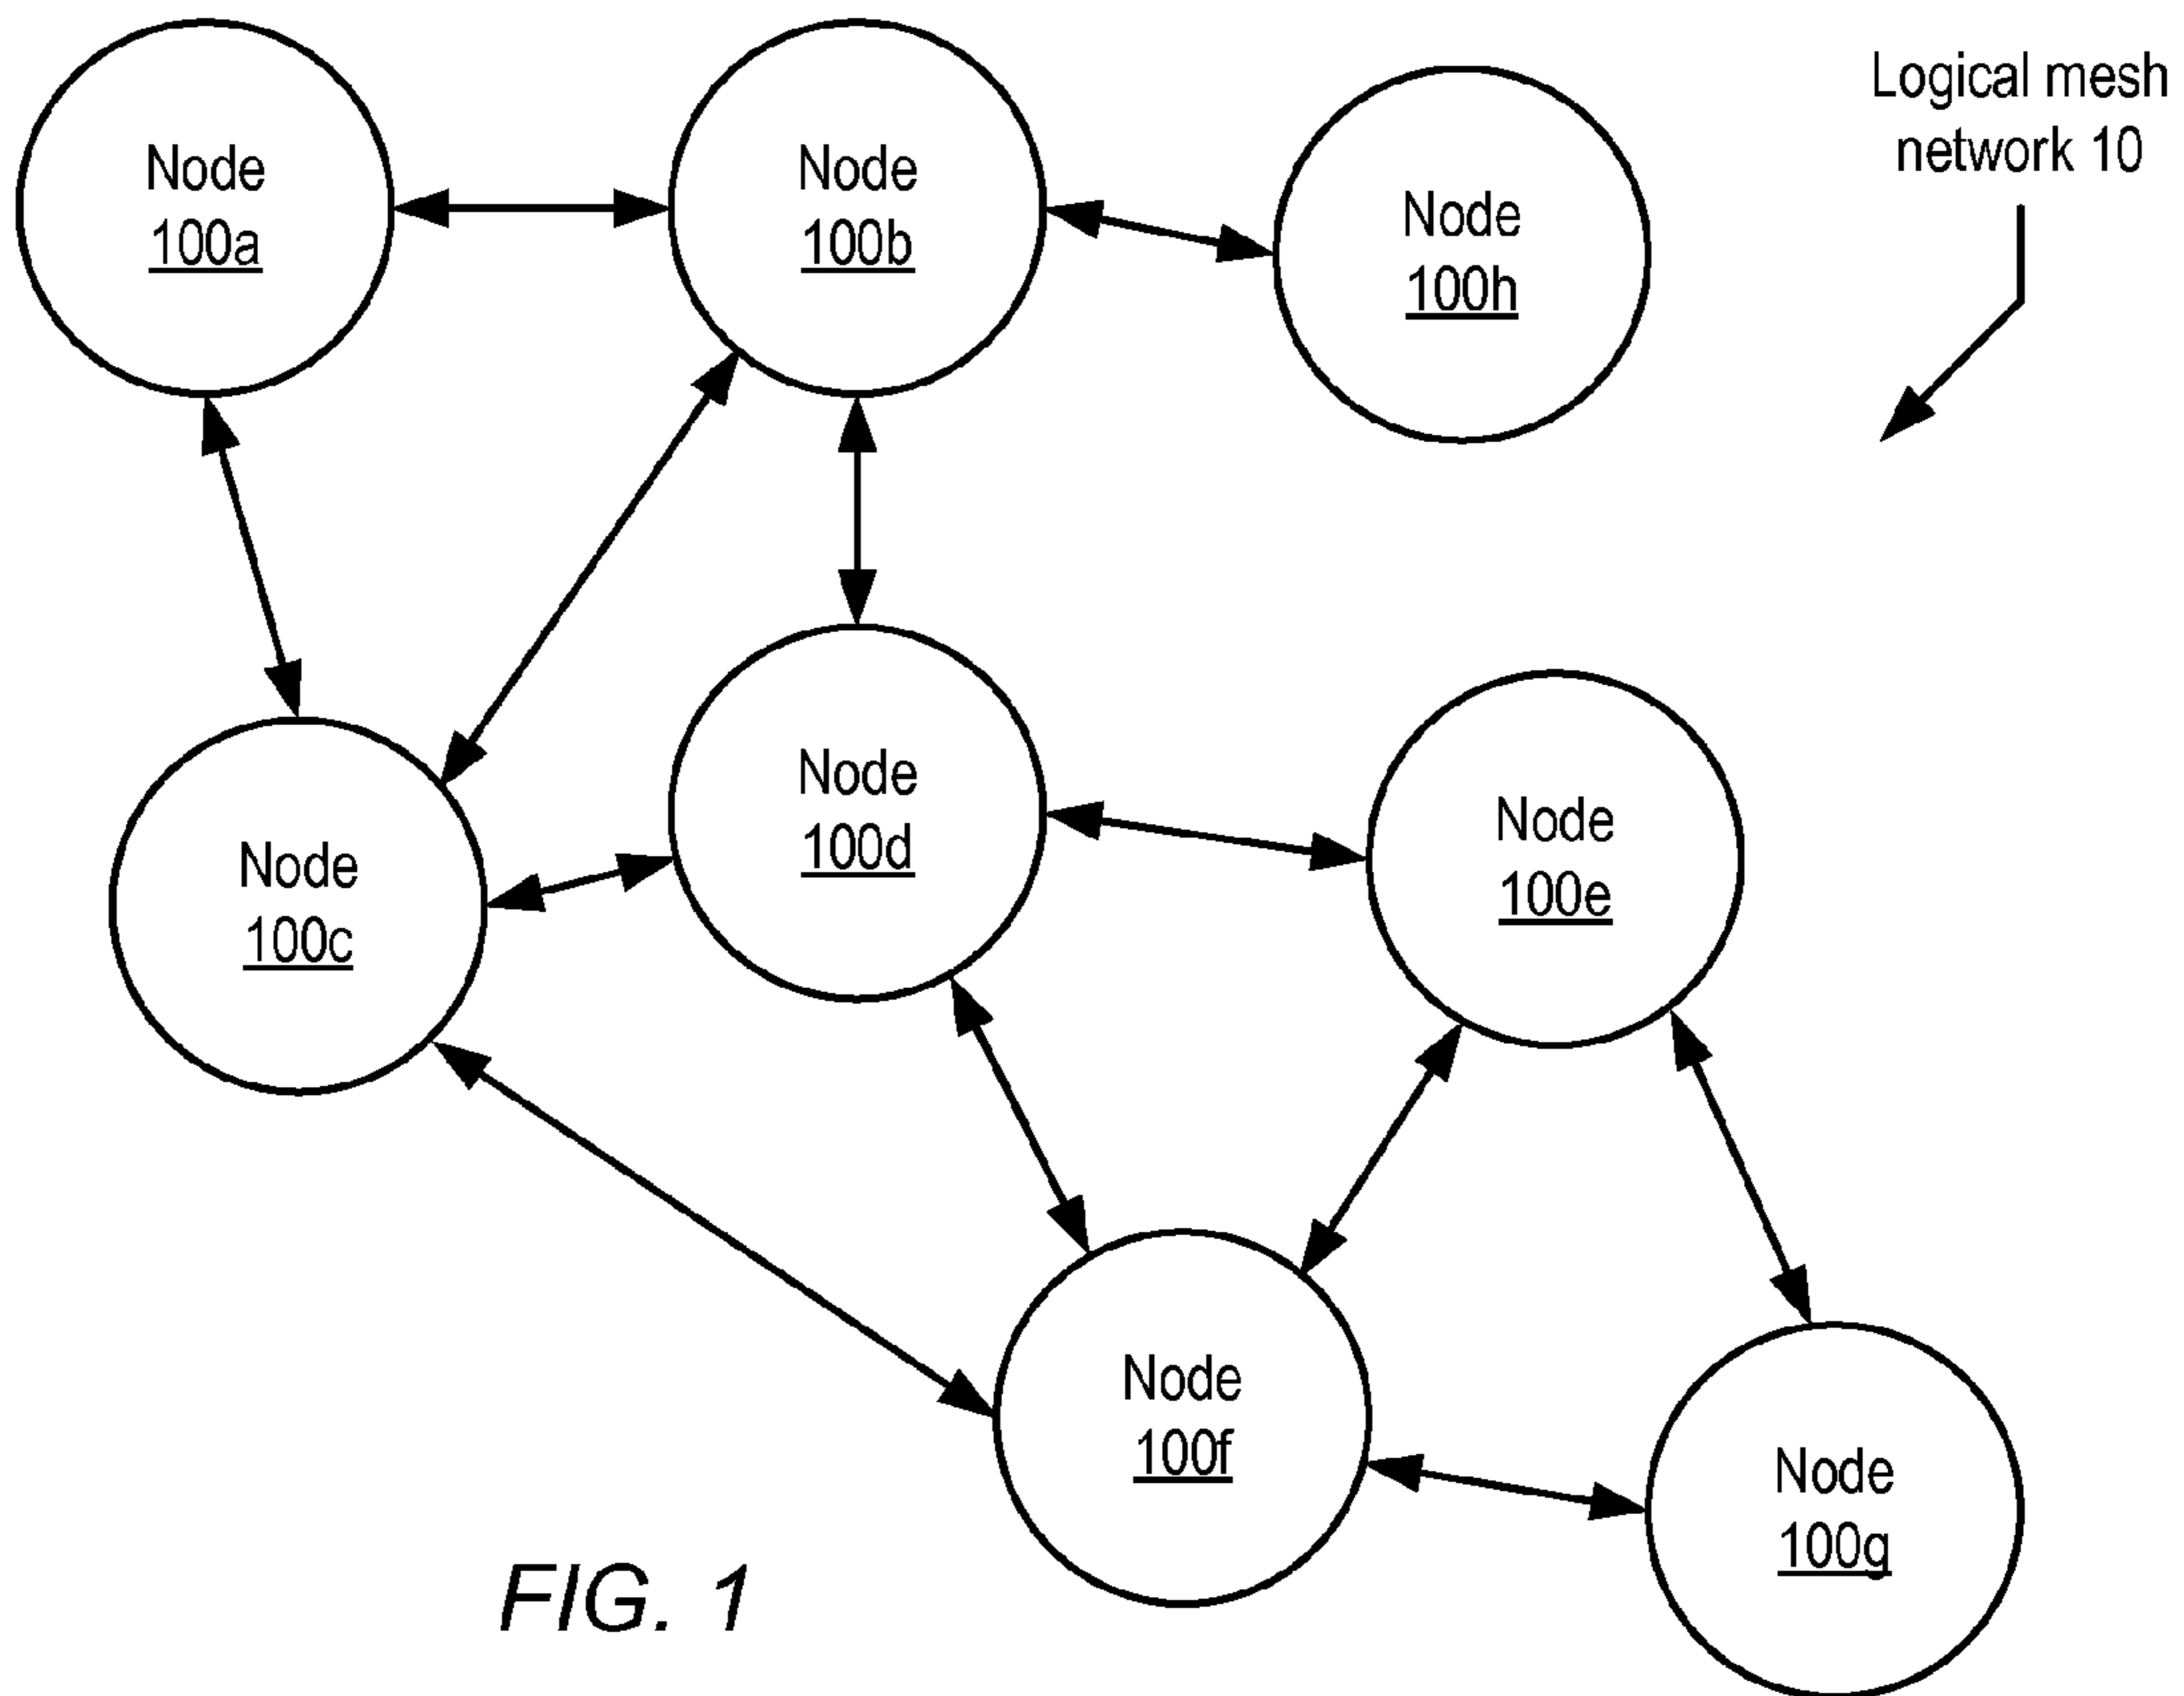 Node
100a
Node
100b
Node
100h
Logical mesh
network 10
Node
100c
Node
100d
Node
100e
Node
100f
Node
100g
FIG. 1